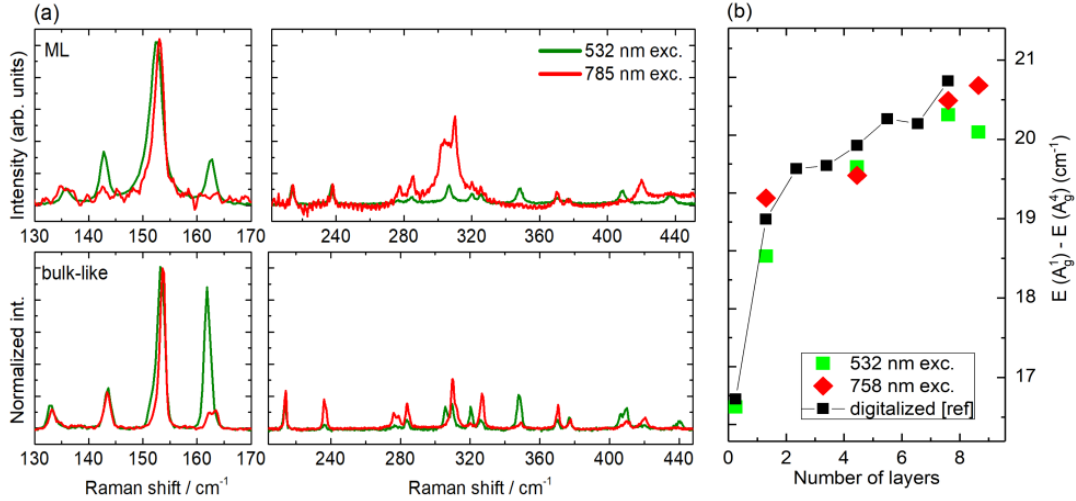 (a)
ML
532 nm exc.
785 nm exc.
Intensity (arb. units)
130 140 150 160 170
240 280 320 360 400 440
bulk-like
Normalized int.
130 140 150 160 170
240 280 320 360 400 440
Raman shift / cm⁻¹
Raman shift / cm⁻¹
(b)
21
20
19
18
17
E (A¹g) - E (A⁴g) (cm⁻¹)
532 nm exc.
758 nm exc.
digitalized [ref]
0 2 4 6 8
Number of layers